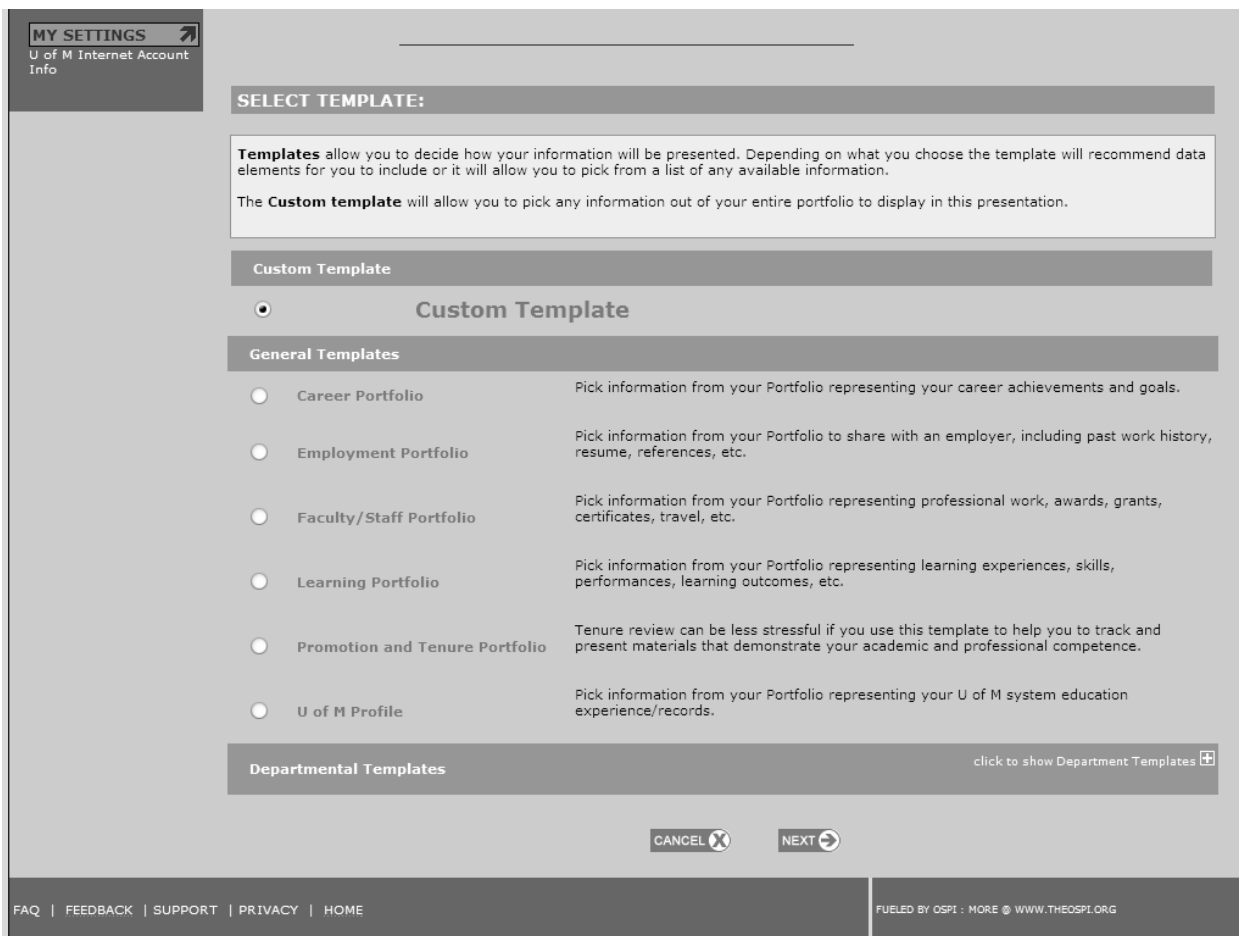 MY SETTINGS
U of M Internet Account
Info
SELECT TEMPLATE:
Templates allow you to decide how your information will be presented. Depending on what you choose the template will recommend data
elements for you to include or it will allow you to pick from a list of any available information.
The Custom template will allow you to pick any information out of your entire portfolio to display in this presentation.
Custom Template
Custom Template
General Templates
Career Portfolio
Pick information from your Portfolio representing your career achievements and goals.
Employment Portfolio
Pick information from your Portfolio to share with an employer, including past work history,
resume, references, etc.
Faculty/Staff Portfolio
Pick information from your Portfolio representing professional work, awards, grants,
certificates, travel, etc.
Learning Portfolio
Pick information from your Portfolio representing learning experiences, skills,
performances, learning outcomes, etc.
Promotion and Tenure Portfolio
Tenure review can be less stressful if you use this template to help you to track and
present materials that demonstrate your academic and professional competence.
U of M Profile
Pick information from your Portfolio representing your U of M system education
experience/records.
Departmental Templates
click to show Department Templates
CANCEL X NEXT
FAQ | FEEDBACK | SUPPORT | PRIVACY | HOME
FUELED BY OSPI : MORE @ WWW.THEOSPI.ORG